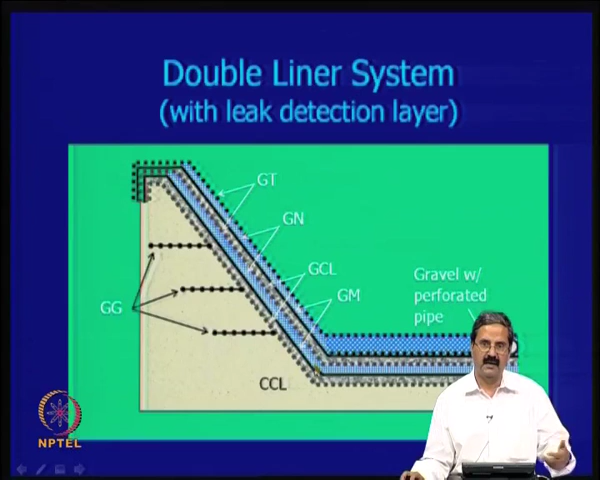 Double Liner System
(with leak detection layer)
GT
GN
GCL
GM
Gravel w/
perforated
pipe
GG
CCL
NPTEL